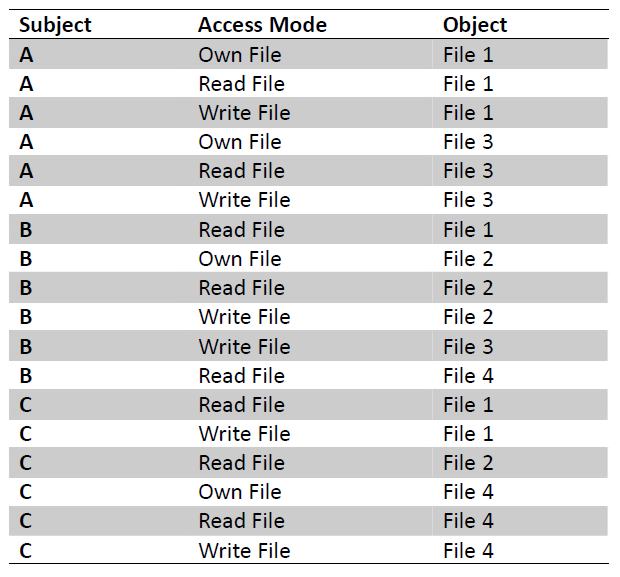 Subject Access Mode Object
A Own File File 1
A Read File File 1
A Write File File 1
A Own File File 3
A Read File File 3
A Write File File 3
B Read File File 1
B Own File File 2
B Read File File 2
B Write File File 2
B Write File File 3
B Read File File 4
C Read File File 1
C Write File File 1
C Read File File 2
C Own File File 4
C Read File File 4
C Write File File 4